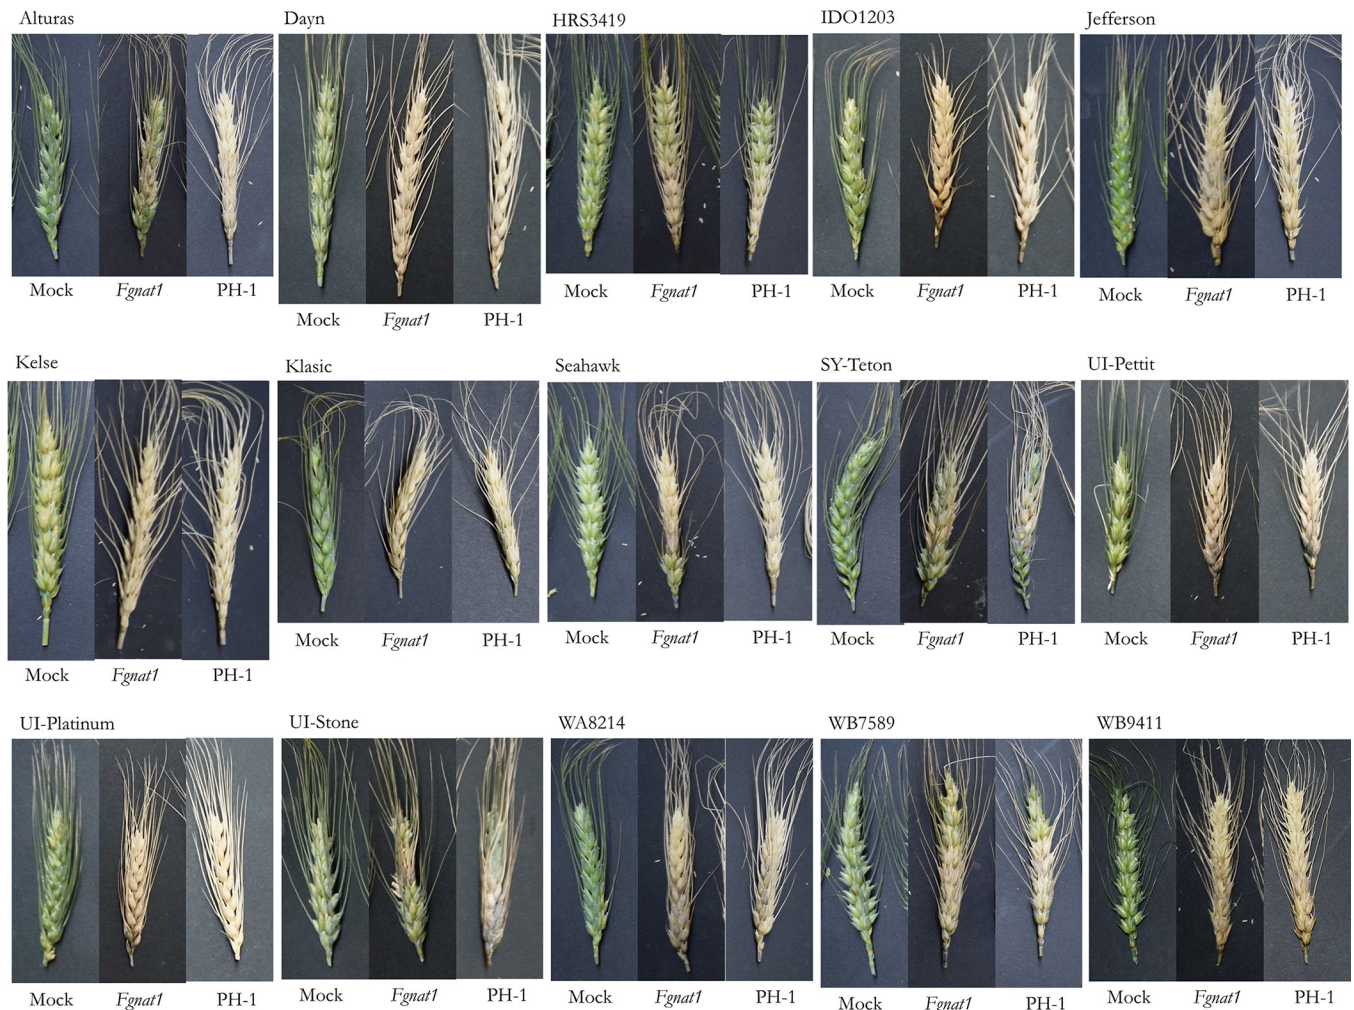 Alturas Dayn HRS3419 IDO1203 Jefferson
Mock Fgnat1 PH-1 Mock Fgnat1 PH-1 Mock Fgnat1 PH-1 Mock Fgnat1 PH-1 Mock Fgnat1 PH-1
Kelse Klasic Seahawk SY-Teton UI-Pettit
Mock Fgnat1 PH-1 Mock Fgnat1 PH-1 Mock Fgnat1 PH-1 Mock Fgnat1 PH-1 Mock Fgnat1 PH-1
UI-Platinum UI-Stone WA8214 WB7589 WB9411
Mock Fgnat1 PH-1 Mock Fgnat1 PH-1 Mock Fgnat1 PH-1 Mock Fgnat1 PH-1 Mock Fgnat1 PH-1